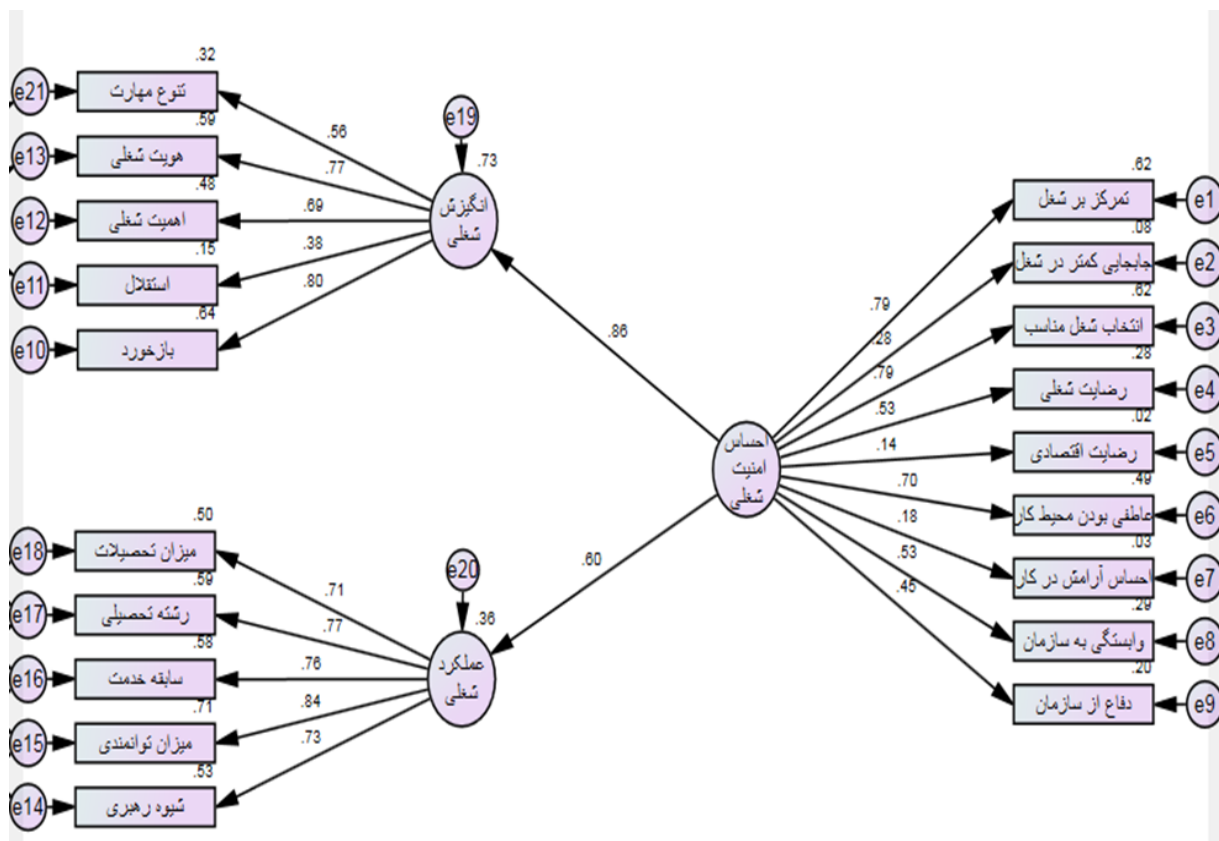 .32
e21
تنوع مهارت
.56
.59
e13
هویت شغلی
.77
.48
e12
اهمیت شغلی
.69
.15
e11
استقلال
.38
.64
e10
بازخورد
.80
e19
.73
انگیزش
شغلی
.86
.50
e18
میزان تحصیلات
.71
.59
e17
رشته تحصیلی
.77
.58
e16
سابقه خدمت
.76
.71
e15
میزان توانمندی
.84
.53
e14
شیوه رهبری
.73
e20
.36
عملکرد
شغلی
.60
احساس
امنیت
شغلی
.62
تمرکز بر شغل
e1
.79
.08
جابجایی کمتر در شغل
e2
.28
.62
انتخاب شغل مناسب
e3
.79
.28
رضایت شغلی
e4
.53
.02
رضایت اقتصادی
e5
.14
.49
عاطفی بودن محیط کار
e6
.70
.03
احساس آرامش در کار
e7
.18
.29
وابستگی به سازمان
e8
.53
.20
دفاع از سازمان
e9
.45